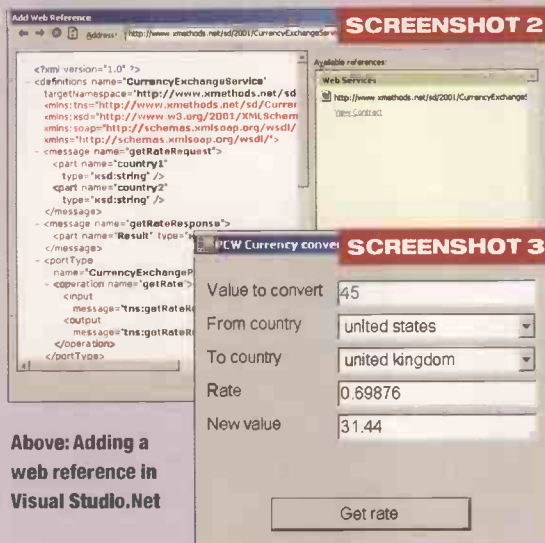 Add Web Reference
SCREENSHOT 2
Address: http://www.xmethods.net/sd/2001/CurrencyExchangeServi
<?xml version="1.0" ?>
- <definitions name="CurrencyExchangeService"
targetNamespace="http://www.xmethods.net/sd
xmlns:tns="http://www.xmethods.net/sd/Curren
xmlns:xsd="http://www.w3.org/2001/XMLSchem
xmlns:soap="http://schemas.xmlsoap.org/wsdl/
xmlns="http://schemas.xmlsoap.org/wsdl/">
- <message name="getRateRequest">
<part name="country1"
type="xsd:string" />
<part name="country2"
type="xsd:string" />
</message>
- <message name="getRateResponse">
<part name="Result" type="
</message>
- <portType
name="CurrencyExchangeP
- <operation name="getRate">
<input
message="tns:getRateR
<output
message="tns:getRateR
</operation>
</portType>
Available references:
Web Services
http://www.xmethods.net/sd/2001/CurrencyExchangeS
View Contract
PCW Currency conver
SCREENSHOT 3
Value to convert 45
From country united states
To country united kingdom
Rate 0.69876
New value 31.44
Get rate
Above: Adding a
web reference in
Visual Studio.Net